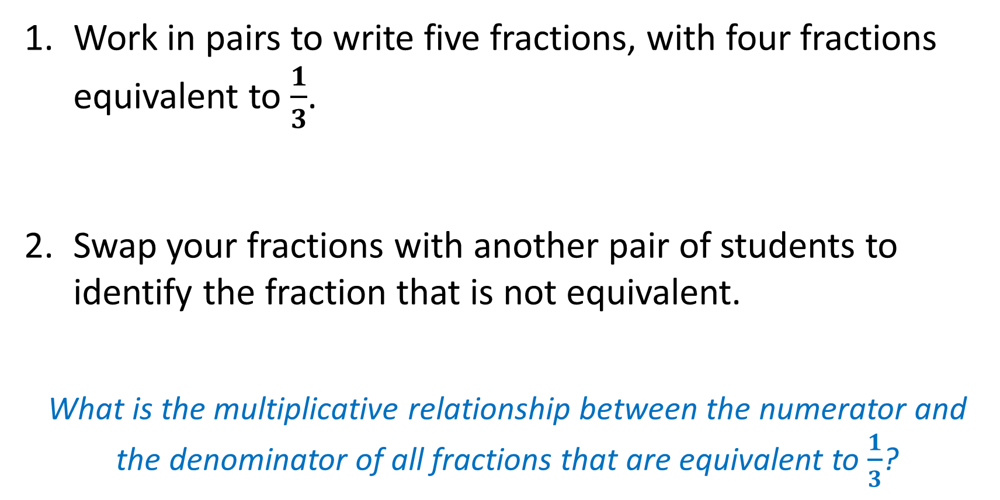 1. Work in pairs to write five fractions, with four fractions
equivalent to 1/3.
2. Swap your fractions with another pair of students to
identify the fraction that is not equivalent.
What is the multiplicative relationship between the numerator and
the denominator of all fractions that are equivalent to 1/3?